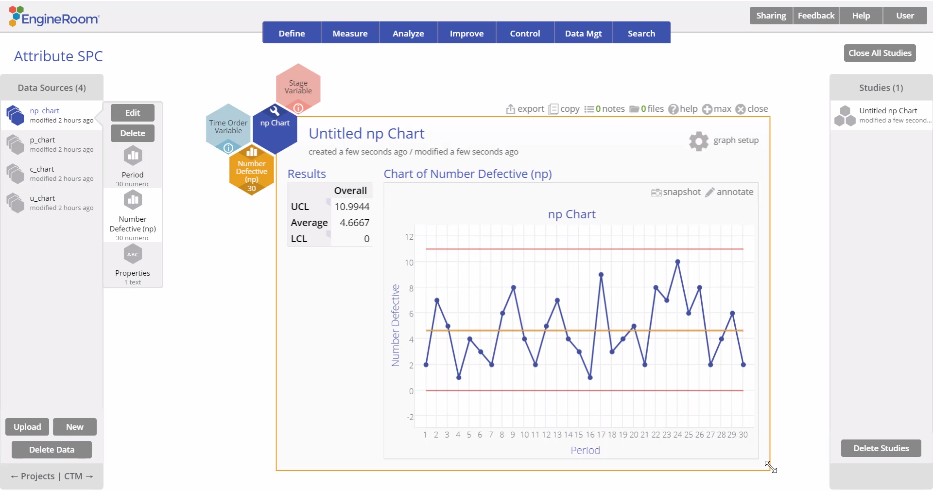 EngineRoom
Sharing Feedback Help User
Define Measure Analyze Improve Control Data Mgt Search
Attribute SPC
Close All Studies
Data Sources (4)
np_chart
modified 2 hours ago
p_chart
modified 2 hours ago
c_chart
modified 2 hours ago
u_chart
modified 2 hours ago
Edit
Delete
Period
30 numeric
Number
Defective (np)
30 numeric
Properties
1 text
Upload New
Delete Data
← Projects | CTM →
Stage
Variable
Time Order
Variable
np Chart
Number
Defective
(np)
30
export copy 0 notes 0 files help max close
Untitled np Chart
created a few seconds ago / modified a few seconds ago
graph setup
Results
Overall
UCL 10.9944
Average 4.6667
LCL 0
Chart of Number Defective (np)
snapshot annotate
np Chart
Number Defective
12
10
8
6
4
2
0
-2
1 2 3 4 5 6 7 8 9 10 11 12 13 14 15 16 17 18 19 20 21 22 23 24 25 26 27 28 29 30
Period
Studies (1)
Untitled np Chart
modified a few second...
Delete Studies